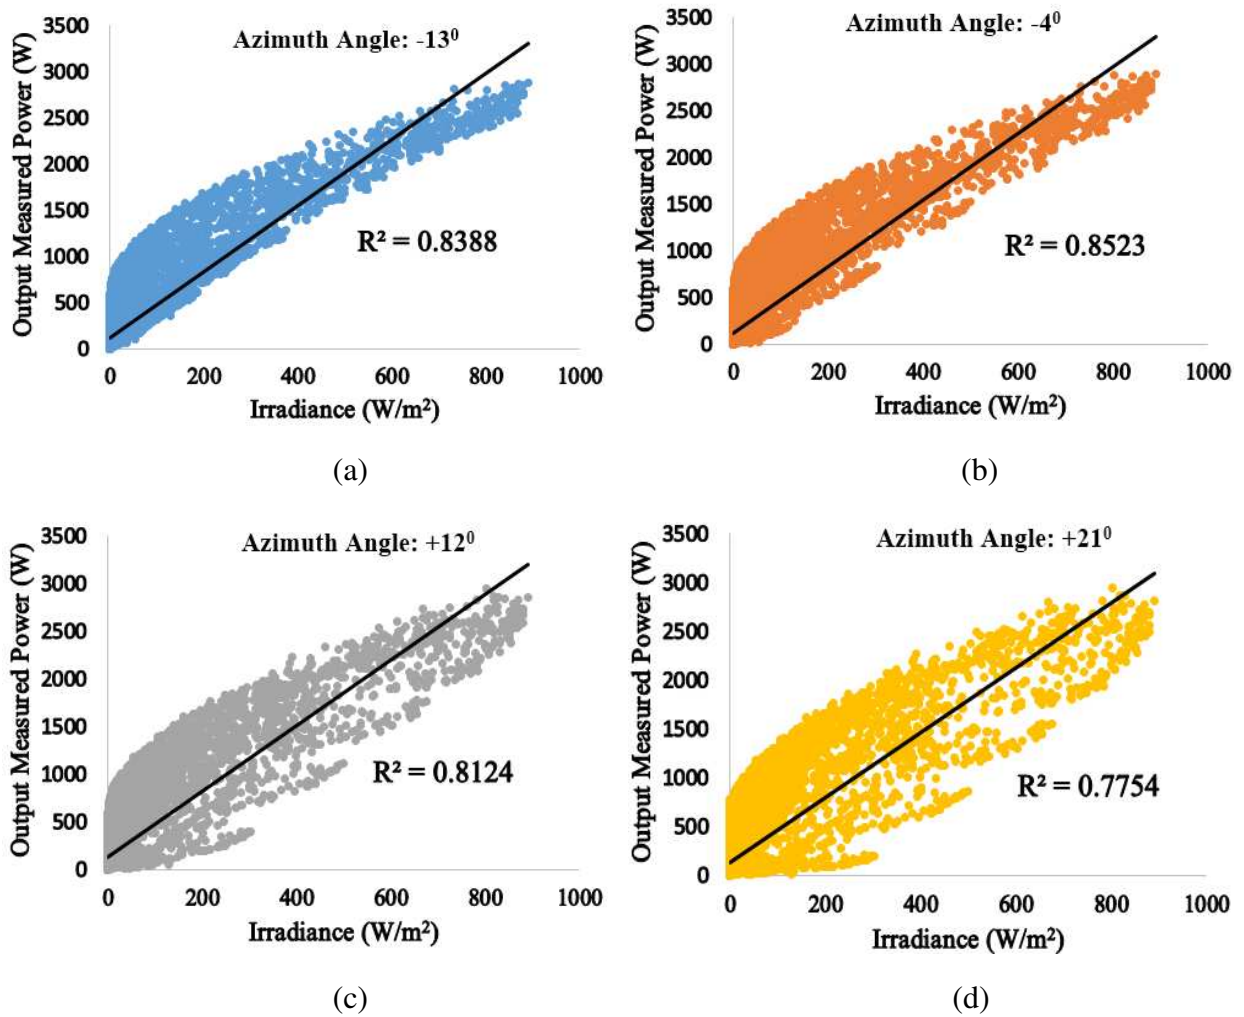 Azimuth Angle: -13⁰
Output Measured Power (W)
3500
3000
2500
2000
1500
1000
500
0
R² = 0.8388
0 200 400 600 800 1000
Irradiance (W/m²)
(a)
Azimuth Angle: -4⁰
Output Measured Power (W)
3500
3000
2500
2000
1500
1000
500
0
R² = 0.8523
0 200 400 600 800 1000
Irradiance (W/m²)
(b)
Azimuth Angle: +12⁰
Output Measured Power (W)
3500
3000
2500
2000
1500
1000
500
0
R² = 0.8124
0 200 400 600 800 1000
Irradiance (W/m²)
(c)
Azimuth Angle: +21⁰
Output Measured Power (W)
3500
3000
2500
2000
1500
1000
500
0
R² = 0.7754
0 200 400 600 800 1000
Irradiance (W/m²)
(d)